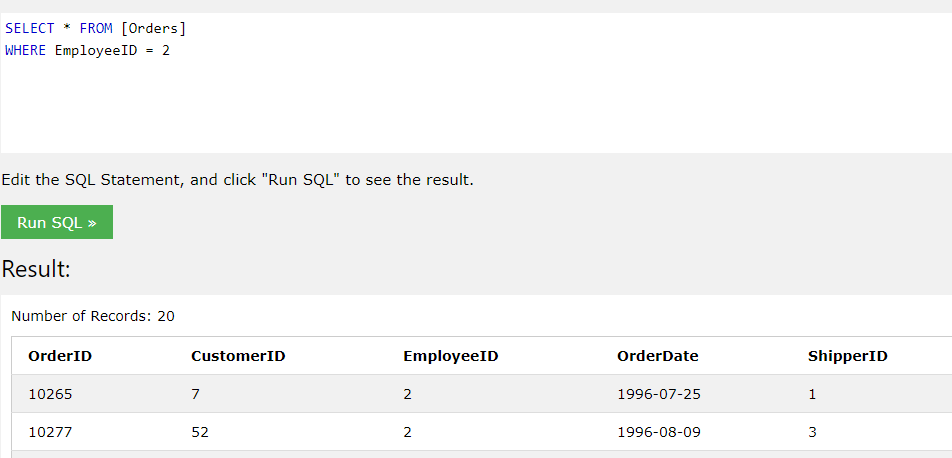 SELECT * FROM [Orders]
WHERE EmployeeID = 2
Edit the SQL Statement, and click "Run SQL" to see the result.
Run SQL »
Result:
Number of Records: 20
OrderID CustomerID EmployeeID OrderDate ShipperID
10265 7 2 1996-07-25 1
10277 52 2 1996-08-09 3